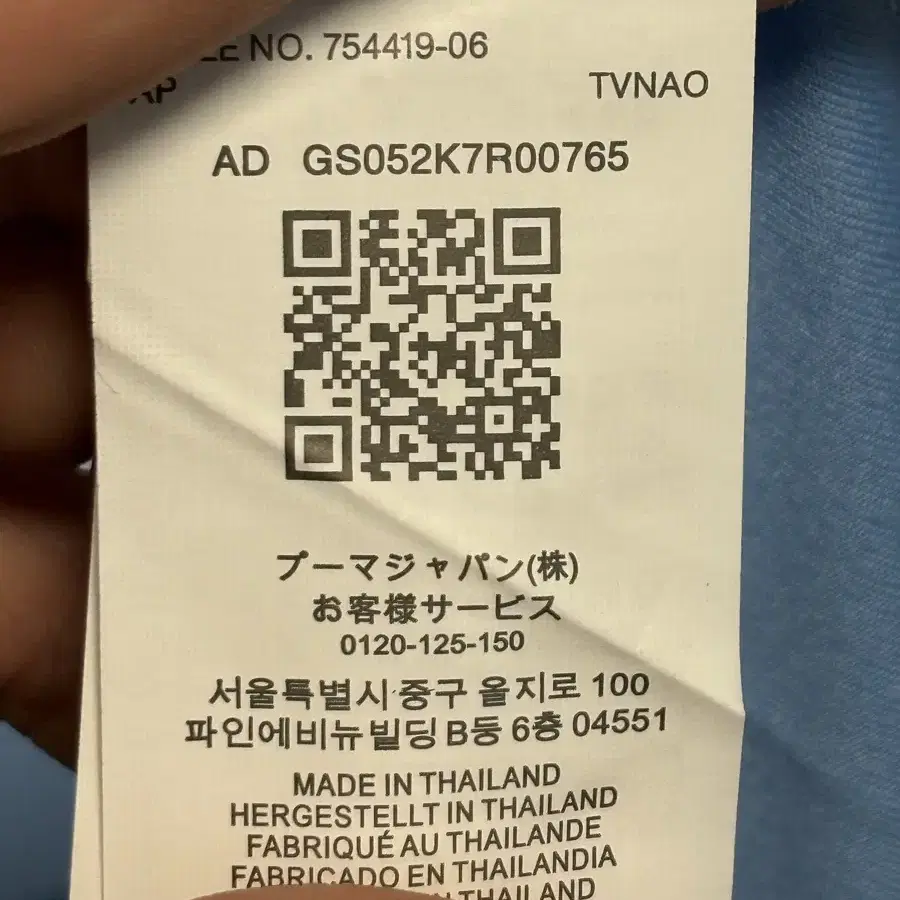 NO. 754419-06
TVNAO
AD GS052K7R00765
プーマジャパン(株)
お客様サービス
0120-125-150
서울특별시 중구 을지로 100
파인에비뉴빌딩 B동 6층 04551
MADE IN THAILAND
HERGESTELLT IN THAILAND
FABRIQUÉ AU THAILANDE
FABRICADO EN THAILANDIA
THAILAND